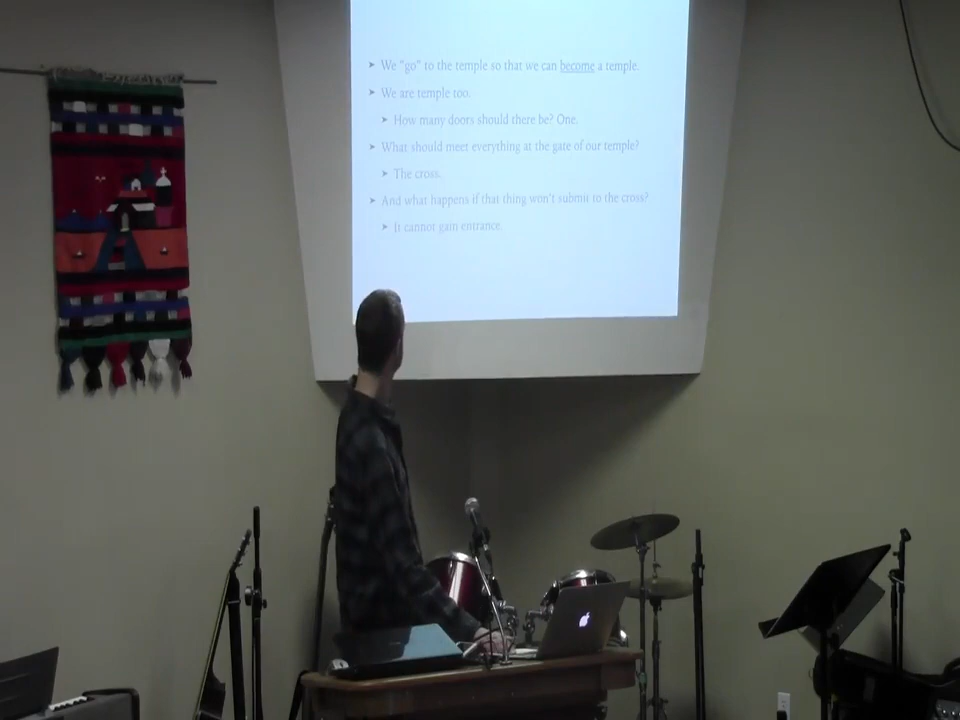 ➤ We "go" to the temple so that we can become a temple.
➤ We are temple too.
➤ How many doors should there be? One.
➤ What should meet everything at the gate of our temple?
➤ The cross.
➤ And what happens if that thing won't submit to the cross?
➤ It cannot gain entrance.